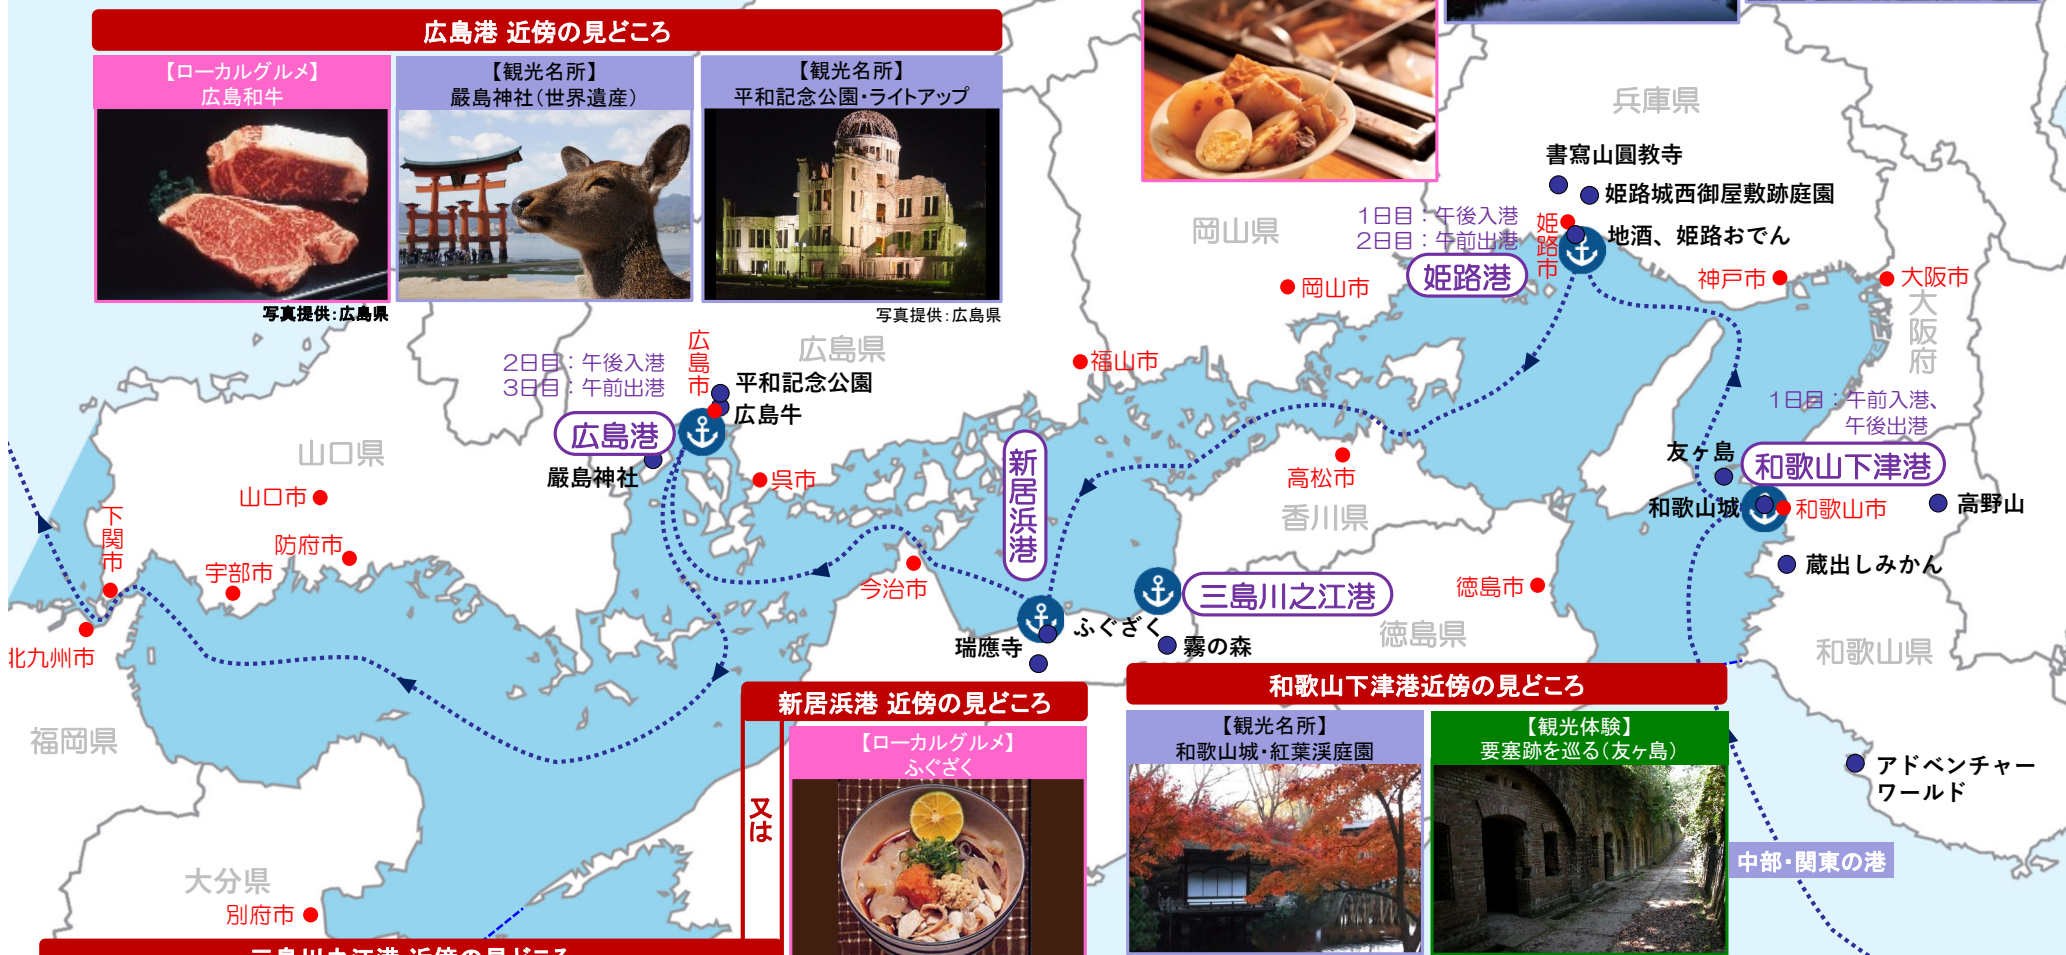 広島港 近傍の見どころ
【ローカルグルメ】
広島和牛
【観光名所】
嚴島神社(世界遺産)
【観光名所】
平和記念公園・ライトアップ
写真提供:広島県
写真提供:広島県
兵庫県
書寫山圓教寺
姫路城西御屋敷跡庭園
1日目：午後入港
2日目：午前出港
姫路市
地酒、姫路おでん
姫路港
岡山県
岡山市
神戸市
大阪市
大阪府
広島県
広島市
2日目：午後入港
3日目：午前出港
平和記念公園
広島牛
広島港
嚴島神社
呉市
福山市
新居浜港
高松市
香川県
1日目：午前入港、
午後出港
友ヶ島
和歌山下津港
和歌山城
和歌山市
高野山
蔵出しみかん
山口県
山口市
下関市
防府市
宇部市
北九州市
今治市
三島川之江港
徳島市
徳島県
ふぐざく
瑞應寺
霧の森
和歌山県
福岡県
新居浜港 近傍の見どころ
【ローカルグルメ】
ふぐざく
又は
和歌山下津港近傍の見どころ
【観光名所】
和歌山城・紅葉渓庭園
【観光体験】
要塞跡を巡る(友ヶ島)
アドベンチャー
ワールド
中部・関東の港
大分県
別府市
三島川之江港 近傍の見どころ